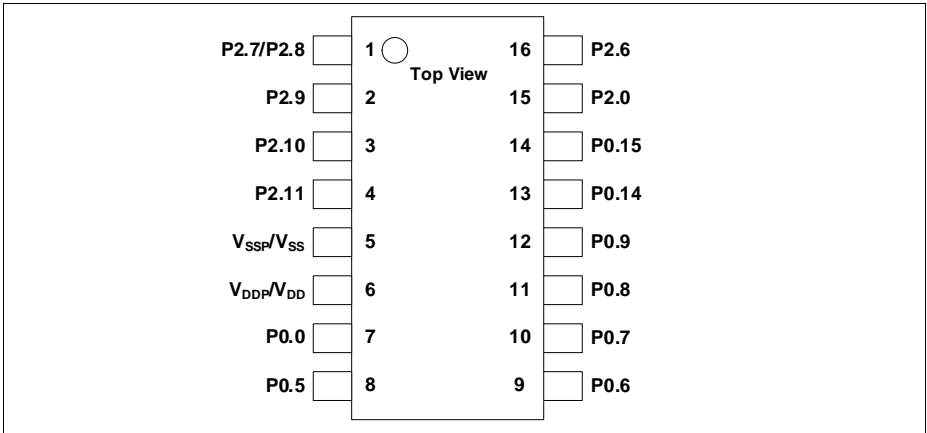 P2.7/P2.8 1 16 P2.6
Top View
P2.9 2 15 P2.0
P2.10 3 14 P0.15
P2.11 4 13 P0.14
VSSP/VSS 5 12 P0.9
VDDP/VDD 6 11 P0.8
P0.0 7 10 P0.7
P0.5 8 9 P0.6